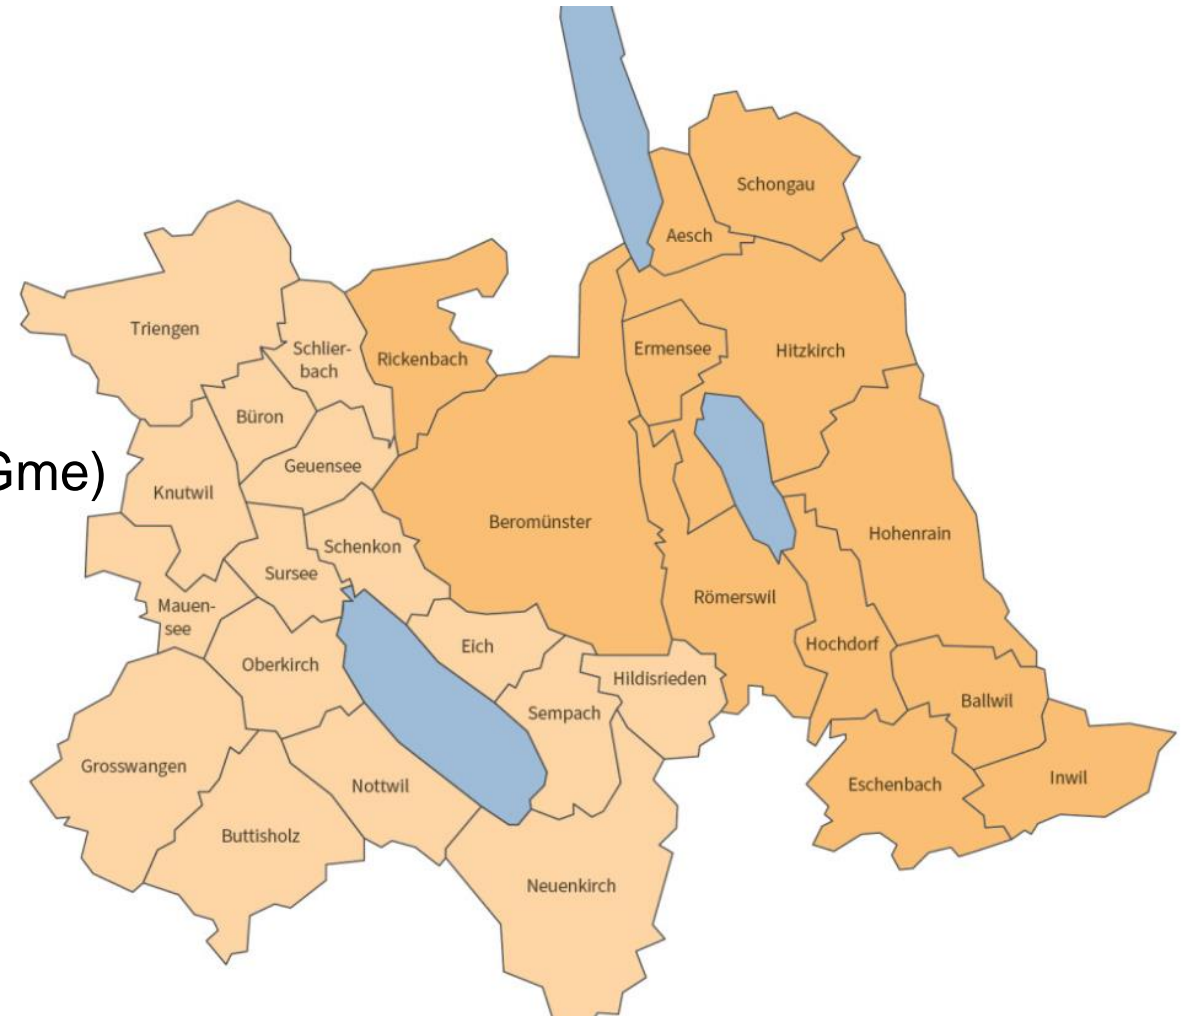 Schongau
Aesch
Triengen
Schlier-
bach
Rickenbach
Ermensee
Hitzkirch
Büron
Geuensee
Gme)
Knutwil
Beromünster
Hohenrain
Schenkon
Sursee
Römerswil
Mauen-
see
Oberkirch
Eich
Hochdorf
Hildisrieden
Sempach
Ballwil
Grosswangen
Nottwil
Eschenbach
Inwil
Buttisholz
Neuenkirch